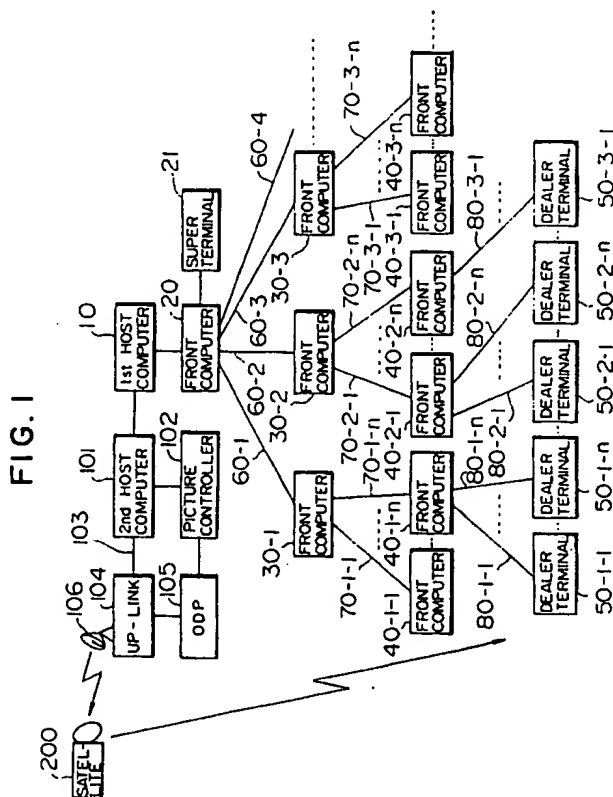 FIG. 1
200
SATEL-
LITE
106
104
UP-LINK
103
101
2nd HOST
COMPUTER
10
1st HOST
COMPUTER
105
ODP
102
PICTURE
CONTROLLER
20
FRONT
COMPUTER
21
SUPER
TERMINAL
60-1
60-2
60-3
60-4
30-1
FRONT
COMPUTER
30-2
FRONT
COMPUTER
30-3
FRONT
COMPUTER
70-1-1
70-1-n
70-2-1
70-2-n
70-3-1
70-3-n
40-1-1
FRONT
COMPUTER
40-1-n
FRONT
COMPUTER
40-2-1
FRONT
COMPUTER
40-2-n
FRONT
COMPUTER
40-3-1
FRONT
COMPUTER
40-3-n
FRONT
COMPUTER
80-1-1
80-1-n
80-2-1
80-2-n
80-3-1
DEALER
TERMINAL
50-1-1
DEALER
TERMINAL
50-1-n
DEALER
TERMINAL
50-2-1
DEALER
TERMINAL
50-2-n
DEALER
TERMINAL
50-3-1